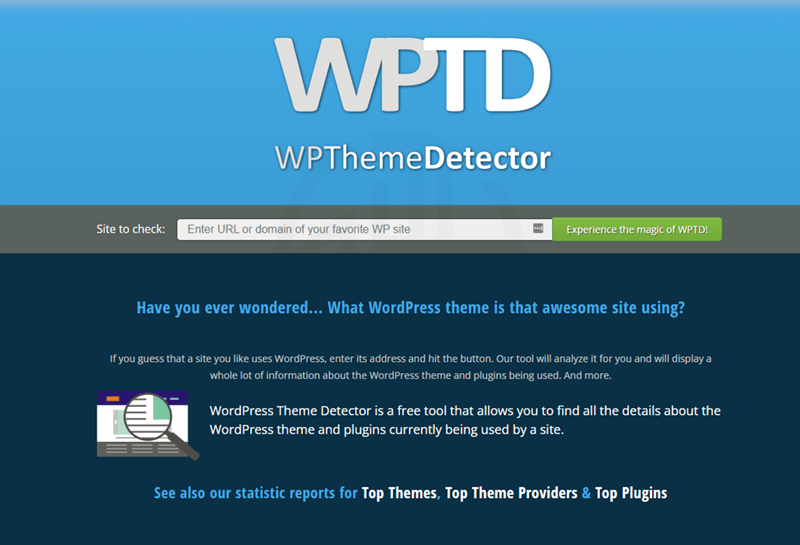 WPTD
WPThemeDetector
Site to check: Enter URL or domain of your favorite WP site Experience the magic of WPTD!
Have you ever wondered... What WordPress theme is that awesome site using?
If you guess that a site you like uses WordPress, enter its address and hit the button. Our tool will analyze it for you and will display a
whole lot of information about the WordPress theme and plugins being used. And more.
WordPress Theme Detector is a free tool that allows you to find all the details about the
WordPress theme and plugins currently being used by a site.
See also our statistic reports for Top Themes, Top Theme Providers & Top Plugins